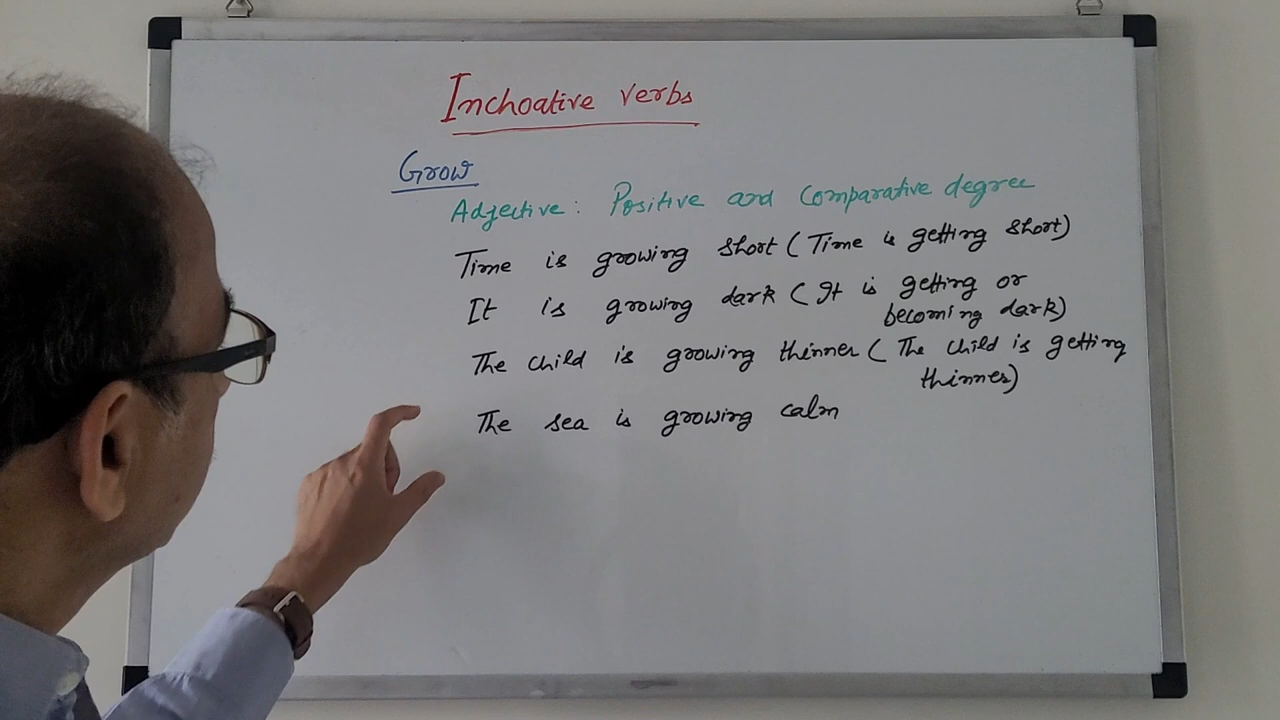 Inchoative verbs
Grow
Adjective: Positive and comparative degree
Time is growing short (Time is getting short)
It is growing dark (It is getting or
becoming dark)
The child is growing thinner (The child is getting
thinner)
The sea is growing calm